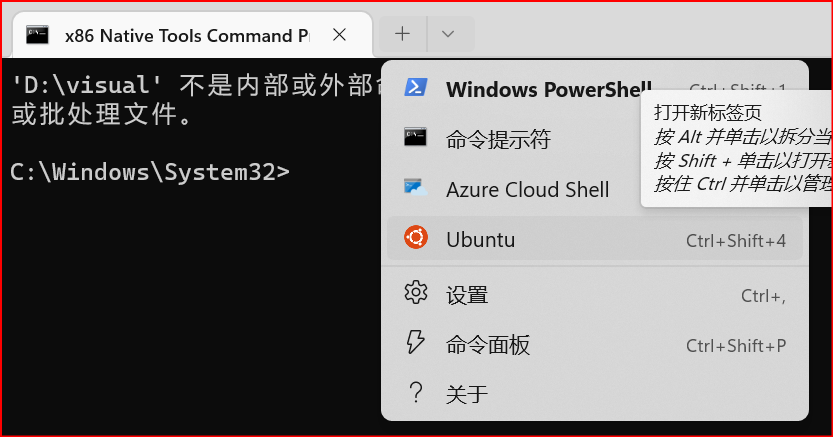 x86 Native Tools Command P
'D:\visual' 不是内部或外部
或批处理文件。
C:\Windows\System32>
Windows PowerShell
Ctrl+Shift+1
命令提示符
Azure Cloud Shell
Ubuntu Ctrl+Shift+4
设置 Ctrl+,
命令面板 Ctrl+Shift+P
关于
打开新标签页
按 Alt 并单击以拆分当
按 Shift + 单击以打开
按住 Ctrl 并单击以管理